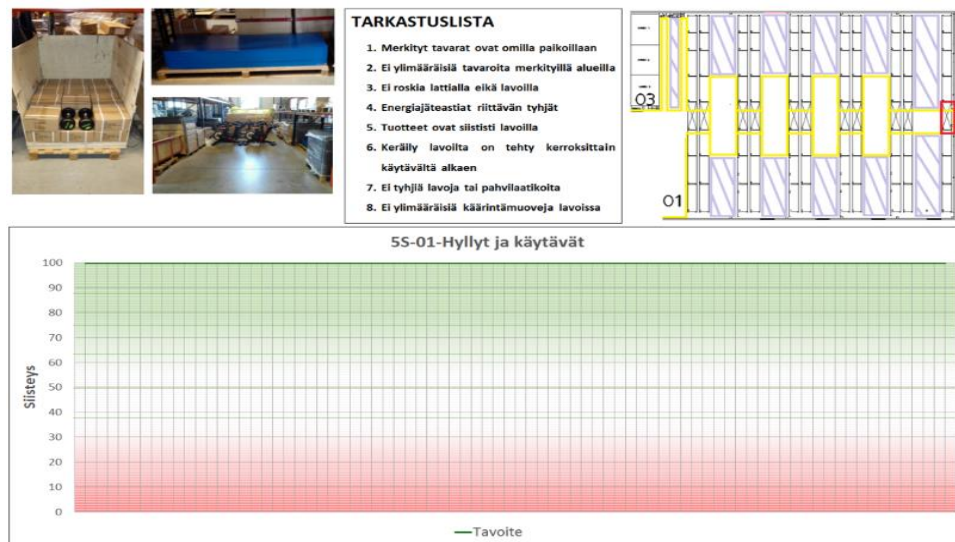 TARKASTUSLISTA
1. Merkityt tavarat ovat omilla paikoillaan
2. Ei ylimääräisiä tavaroita merkityillä alueilla
3. Ei roskia lattialla eikä lavoilla
4. Energiajäteastiat riittävän tyhjät
5. Tuotteet ovat siististi lavoilla
6. Keräily lavoilta on tehty kerroksittain
käytävältä alkaen
7. Ei tyhjiä lavoja tai pahvilaatikoita
8. Ei ylimääräisiä käärintämuoveja lavoissa
03
01
5S-01-Hyllyt ja käytävät
Siisteys
100
90
80
70
60
50
40
30
20
10
0
Tavoite